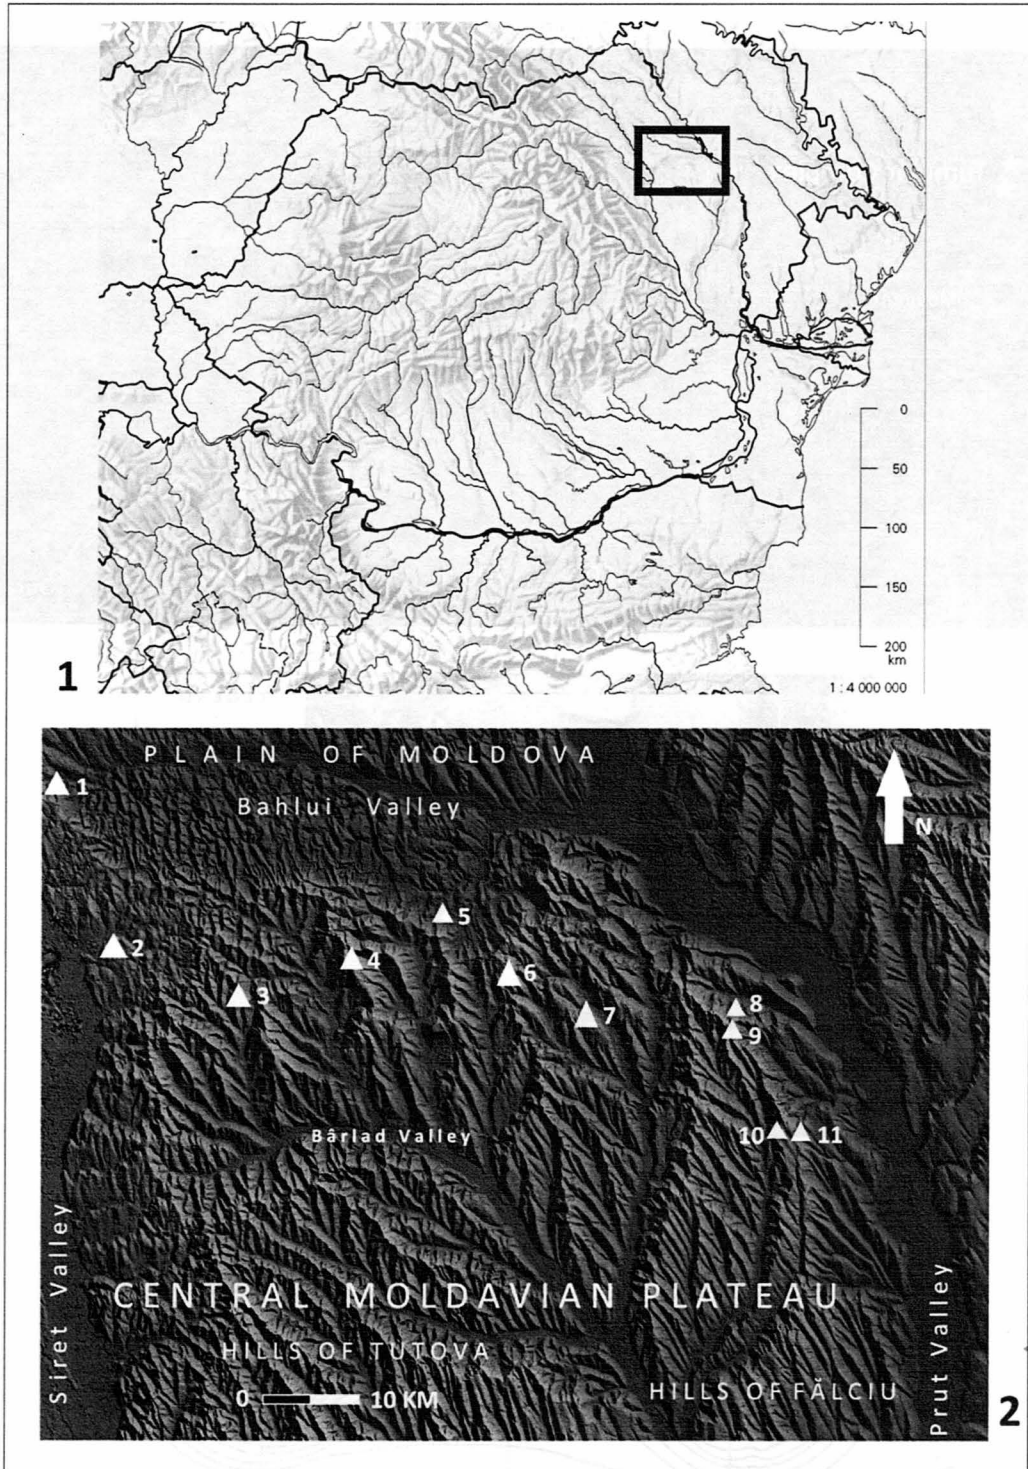 0
50
100
150
200
km
1 : 4 000 000
1
PLAIN OF MOLDOVA
1
Bahlui Valley
N
5
2
4
6
3
7
8
9
Bârlad Valley
10
11
Siret Valley
CENTRAL MOLDAVIAN PLATEAU
Prut Valley
HILLS OF TUTOVA
HILLS OF FĂLCIU
0 10 KM
2